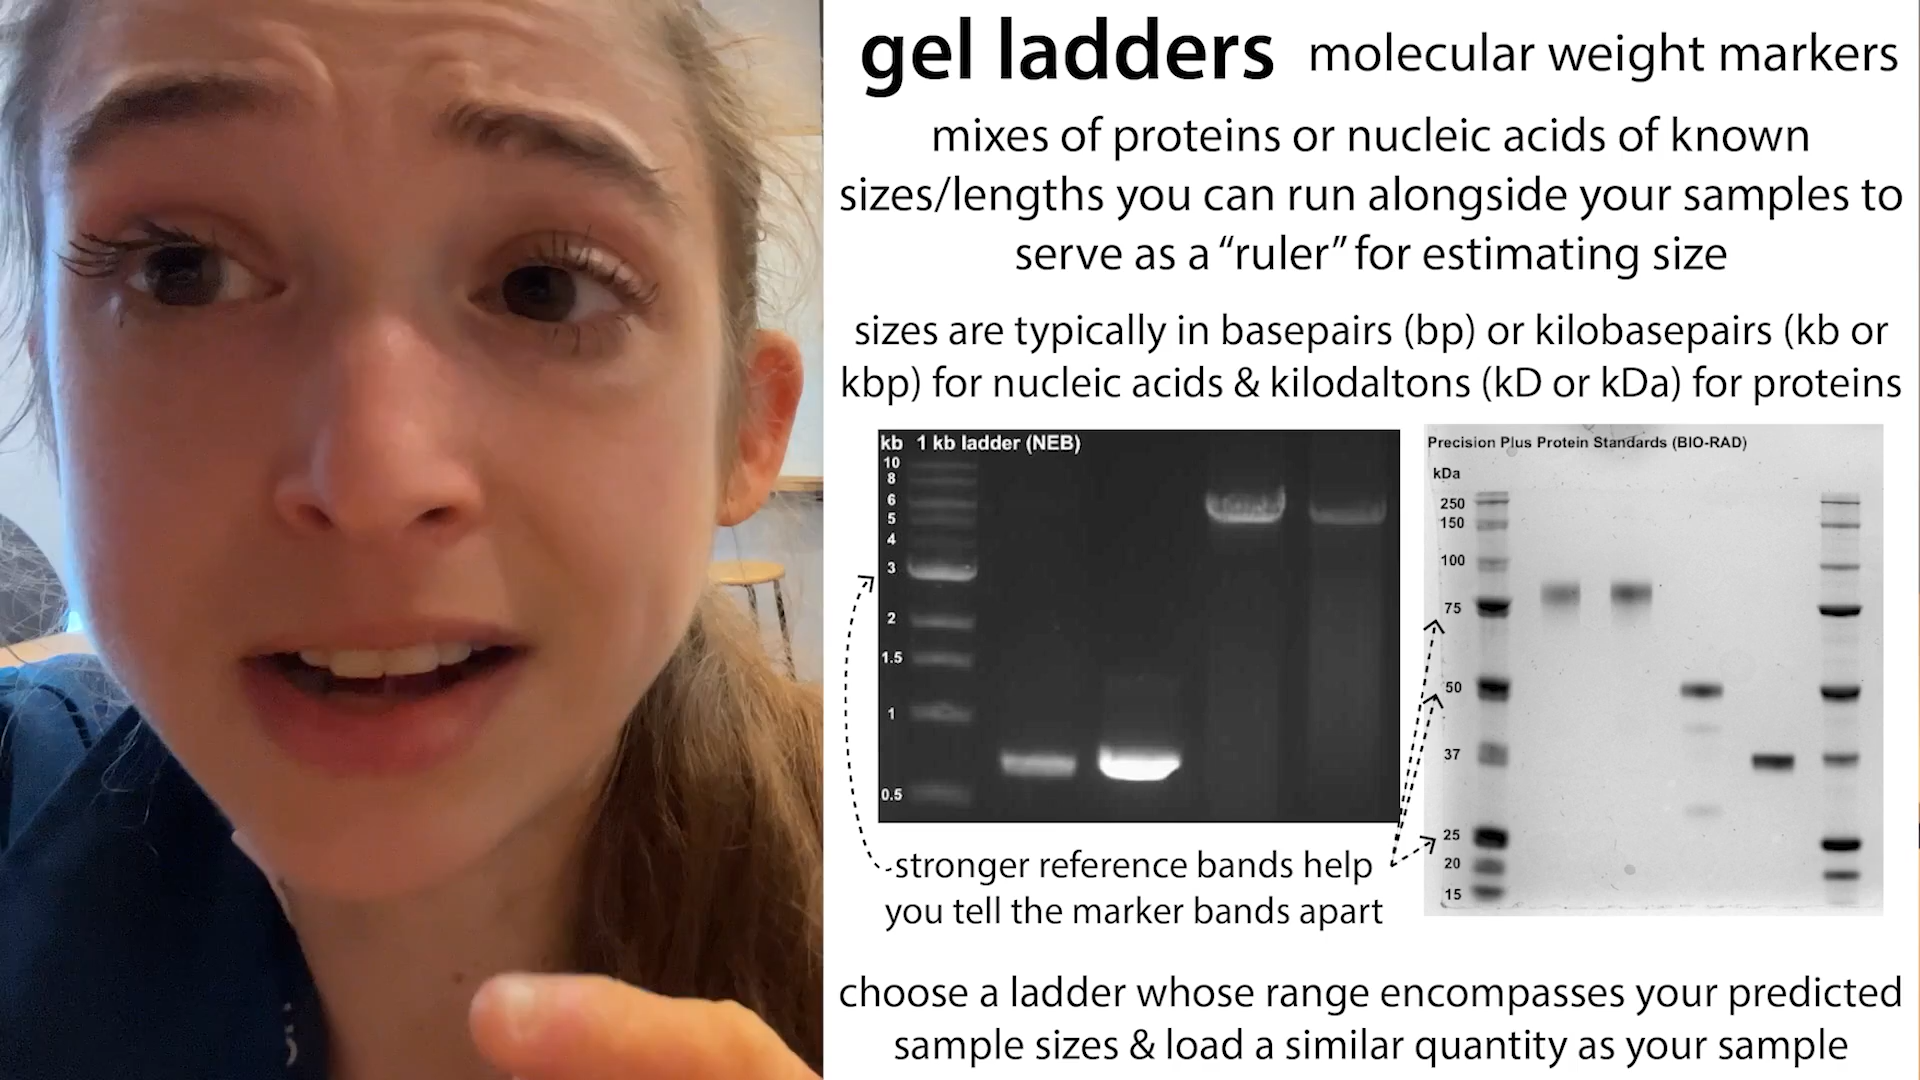 gel ladders molecular weight markers
mixes of proteins or nucleic acids of known
sizes/lengths you can run alongside your samples to
serve as a “ruler” for estimating size
sizes are typically in basepairs (bp) or kilobasepairs (kb or
kbp) for nucleic acids & kilodaltons (kD or kDa) for proteins
kb 1 kb ladder (NEB)
10
8
6
5
4
3
2
1.5
1
0.5
Precision Plus Protein Standards (BIO-RAD)
kDa
250
150
100
75
50
37
25
20
15
stronger reference bands help
you tell the marker bands apart
choose a ladder whose range encompasses your predicted
sample sizes & load a similar quantity as your sample